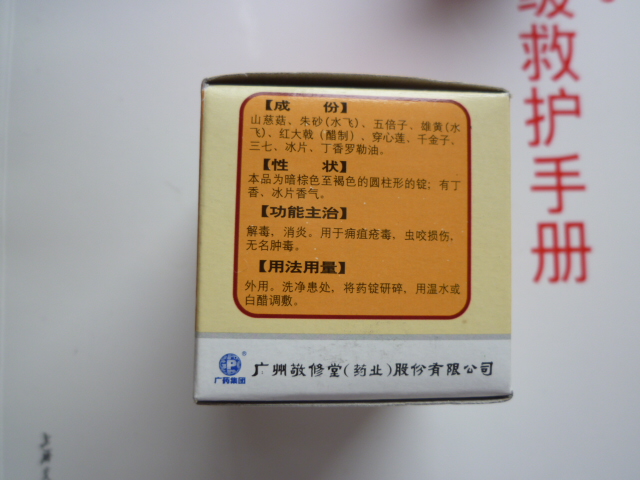 【成　份】
山慈菇、朱砂(水飞)、五倍子、雄黄(水
飞)、红大戟(醋制)、穿心莲、千金子、
三七、冰片、丁香罗勒油。
【性　状】
本品为暗棕色至褐色的圆柱形的锭；有丁
香、冰片香气。
【功能主治】
解毒，消炎。用于痈疽疮毒，虫咬损伤，
无名肿毒。
【用法用量】
外用。洗净患处，将药锭研碎，用温水或
白醋调敷。
广药集团
广州敬修堂(药业)股份有限公司
救护手册